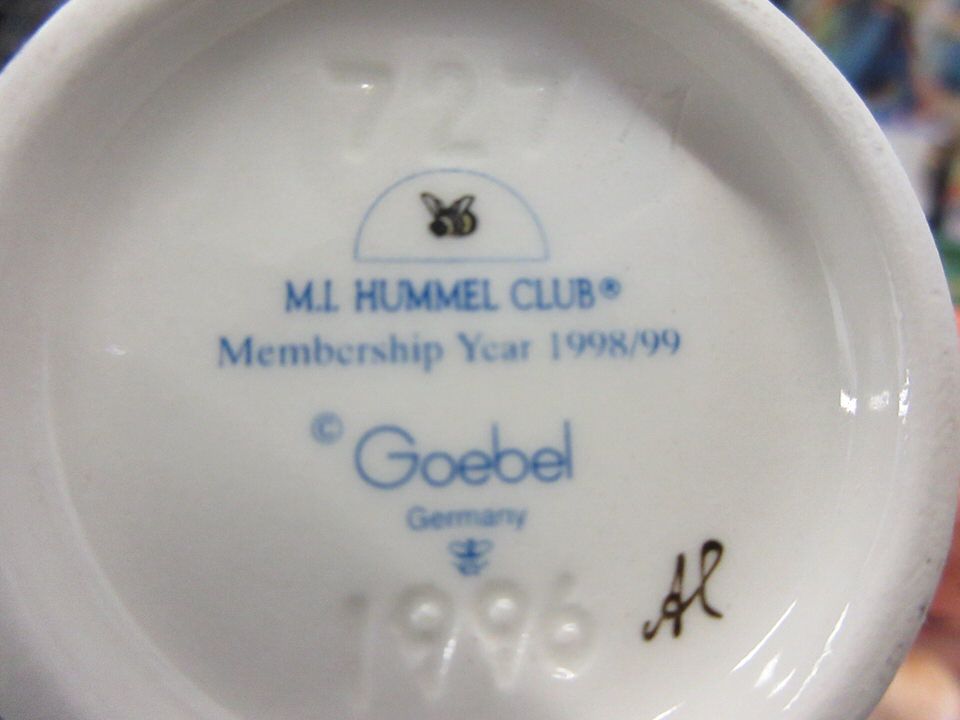 727
M.I. HUMMEL CLUB®
Membership Year 1998/99
© Goebel
Germany
1996